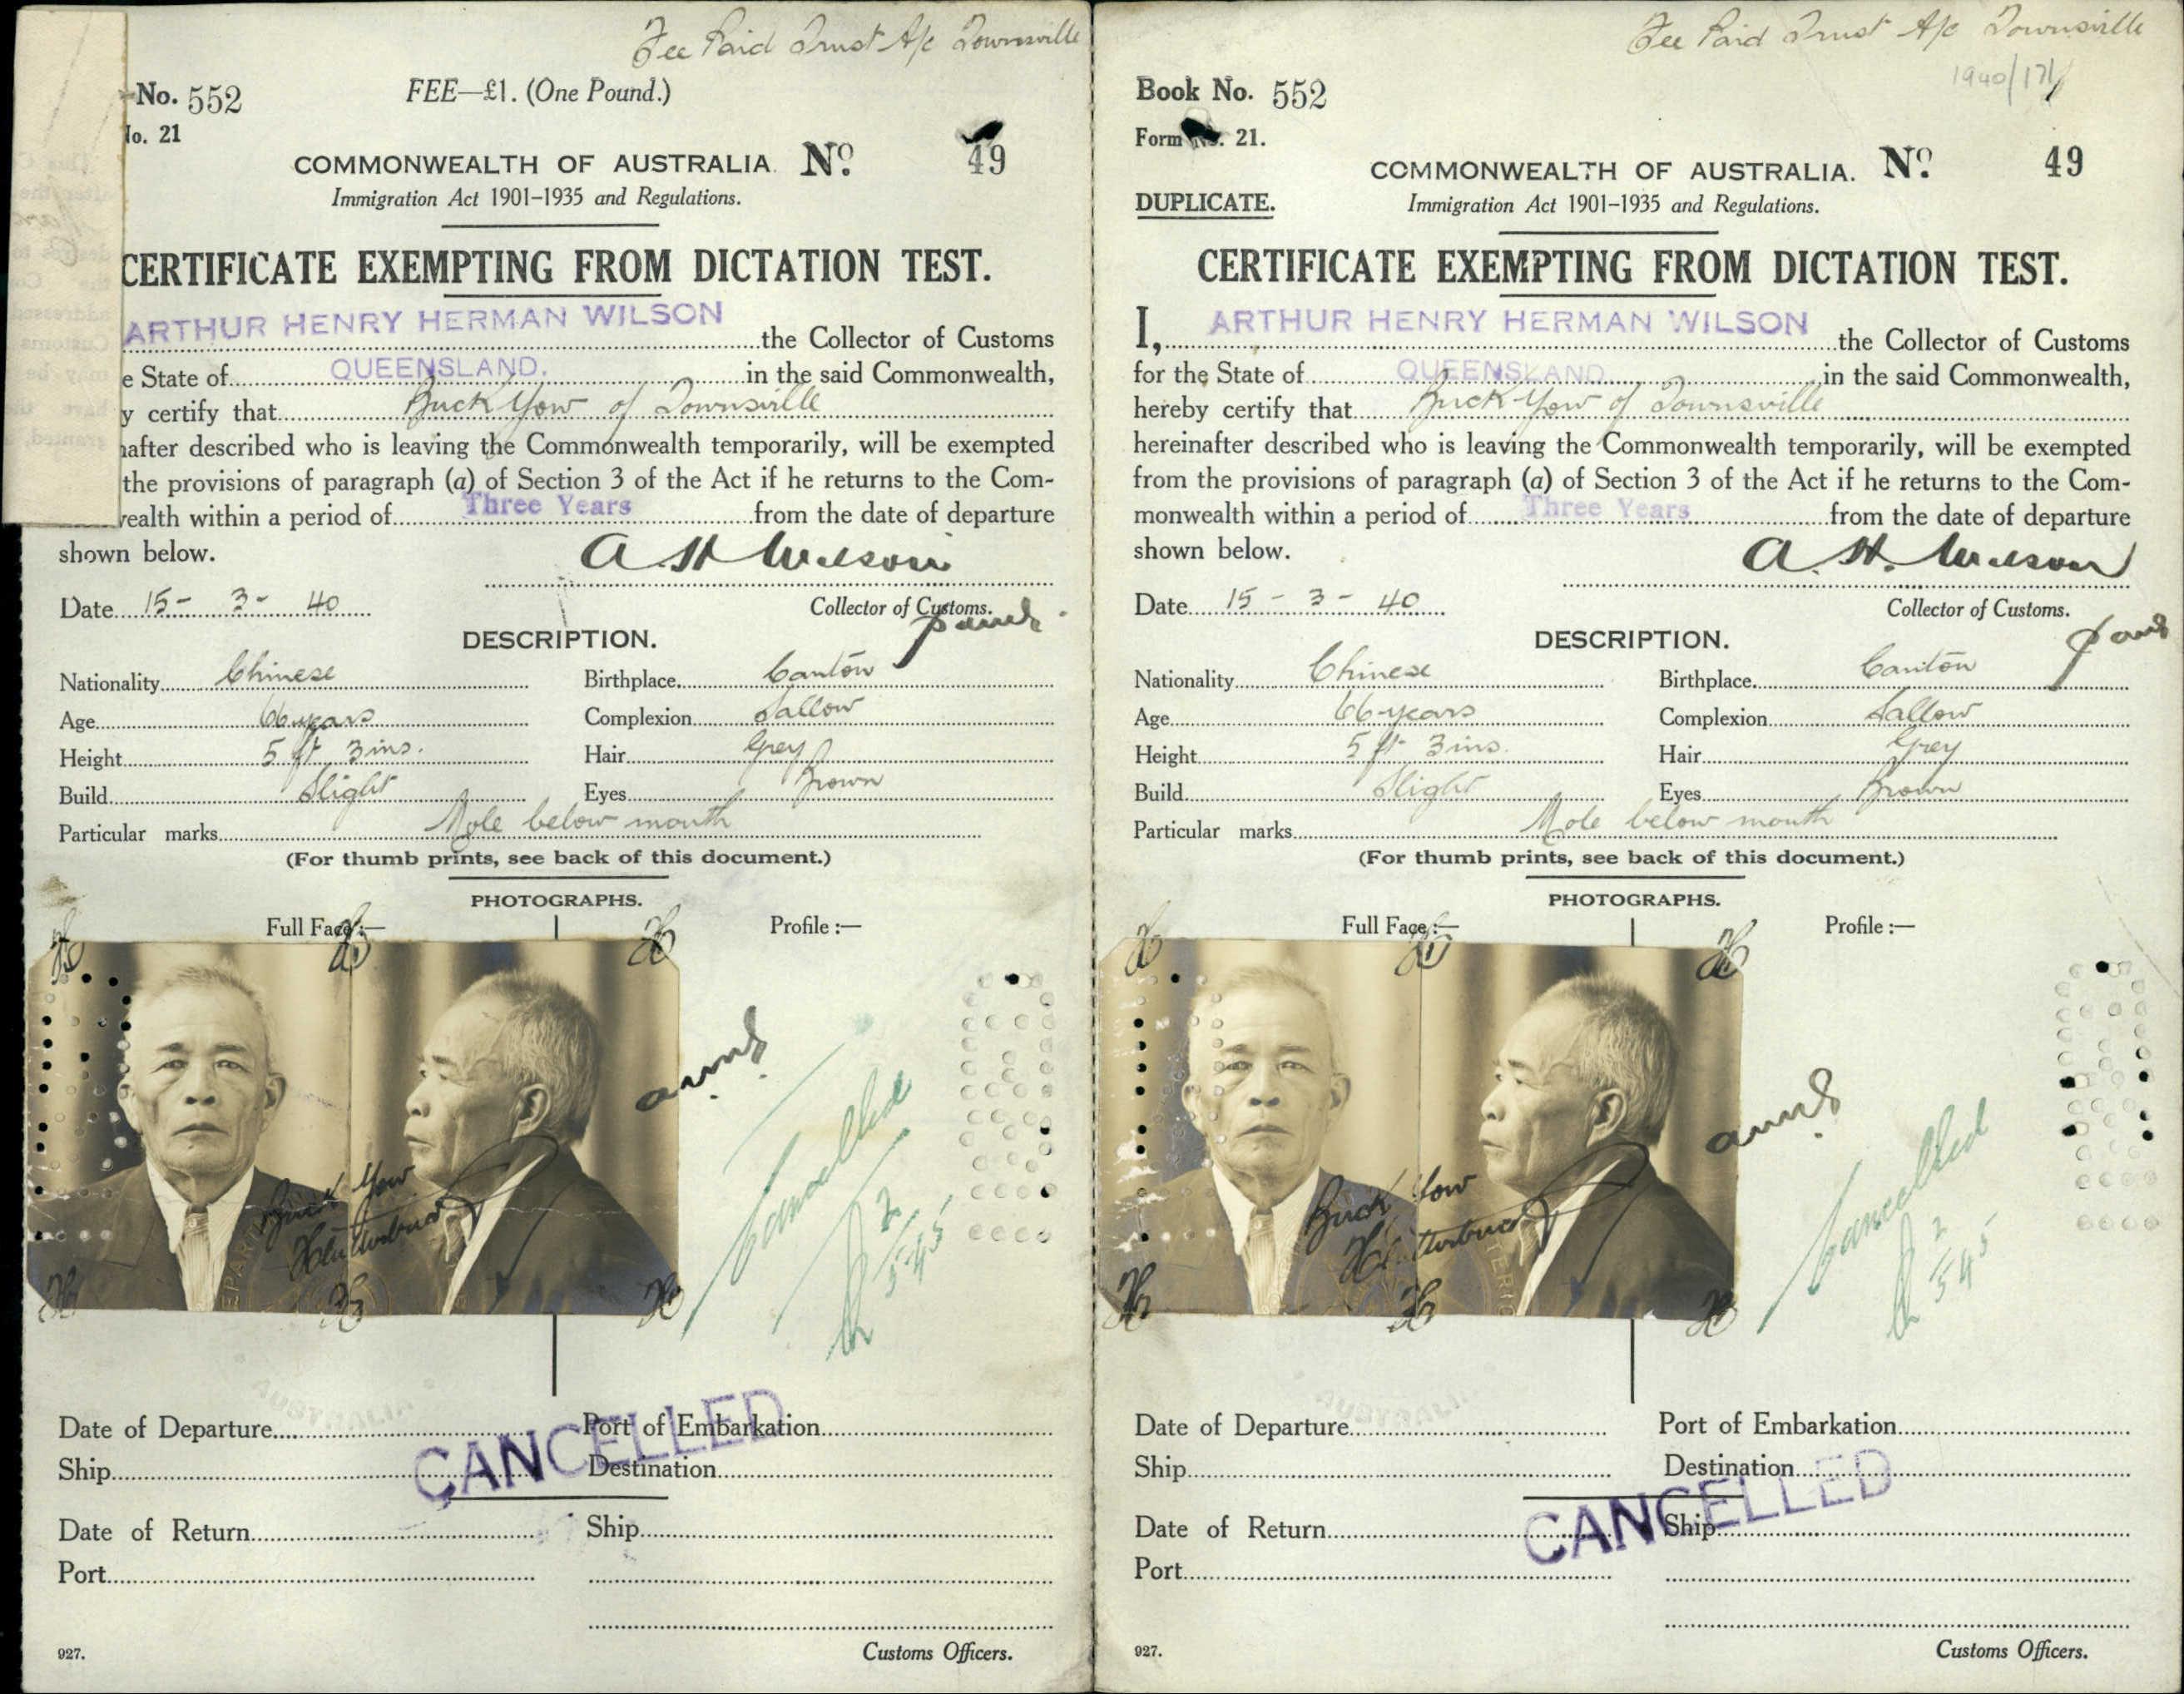 Fee Paid Trust A/c Townsville
No. 552
FEE—£1. (One Pound.)
No. 21
COMMONWEALTH OF AUSTRALIA. No. 49
Immigration Act 1901–1935 and Regulations.
CERTIFICATE EXEMPTING FROM DICTATION TEST.
ARTHUR HENRY HERMAN WILSON the Collector of Customs
e State of QUEENSLAND. in the said Commonwealth,
y certify that Buck Yow of Townsville
nafter described who is leaving the Commonwealth temporarily, will be exempted
the provisions of paragraph (a) of Section 3 of the Act if he returns to the Com-
wealth within a period of Three Years from the date of departure
shown below.
A H Wilson
Date 15 - 3 - 40
Collector of Customs.
DESCRIPTION.
Nationality Chinese Birthplace Canton
Age 66 years Complexion Sallow
Height 5 ft 3 ins. Hair Grey
Build Slight Eyes Brown
Particular marks Mole below mouth
(For thumb prints, see back of this document.)
PHOTOGRAPHS.
Full Face :— Profile :—
Buck Yow
Cancelled
2
5 45
AUSTRALIA
Date of Departure Port of Embarkation
CANCELLED
Ship Destination
Date of Return Ship
Port
927. Customs Officers.
Fee Paid Trust A/c Townsville
1940/171
Book No. 552
Form No. 21.
COMMONWEALTH OF AUSTRALIA. No. 49
DUPLICATE.
Immigration Act 1901–1935 and Regulations.
CERTIFICATE EXEMPTING FROM DICTATION TEST.
I, ARTHUR HENRY HERMAN WILSON the Collector of Customs
for the State of QUEENSLAND. in the said Commonwealth,
hereby certify that Buck Yow of Townsville
hereinafter described who is leaving the Commonwealth temporarily, will be exempted
from the provisions of paragraph (a) of Section 3 of the Act if he returns to the Com-
monwealth within a period of Three Years from the date of departure
shown below.
A. H. Wilson
Date 15 - 3 - 40
Collector of Customs.
DESCRIPTION.
Nationality Chinese Birthplace Canton
Age 66 years Complexion Sallow
Height 5 ft 3 ins. Hair Grey
Build Slight Eyes Brown
Particular marks Mole below mouth
(For thumb prints, see back of this document.)
PHOTOGRAPHS.
Full Face :— Profile :—
Buck Yow
Cancelled
2
5 45
AUSTRALIA
Date of Departure Port of Embarkation
Ship Destination
CANCELLED
Date of Return Ship
Port
927. Customs Officers.